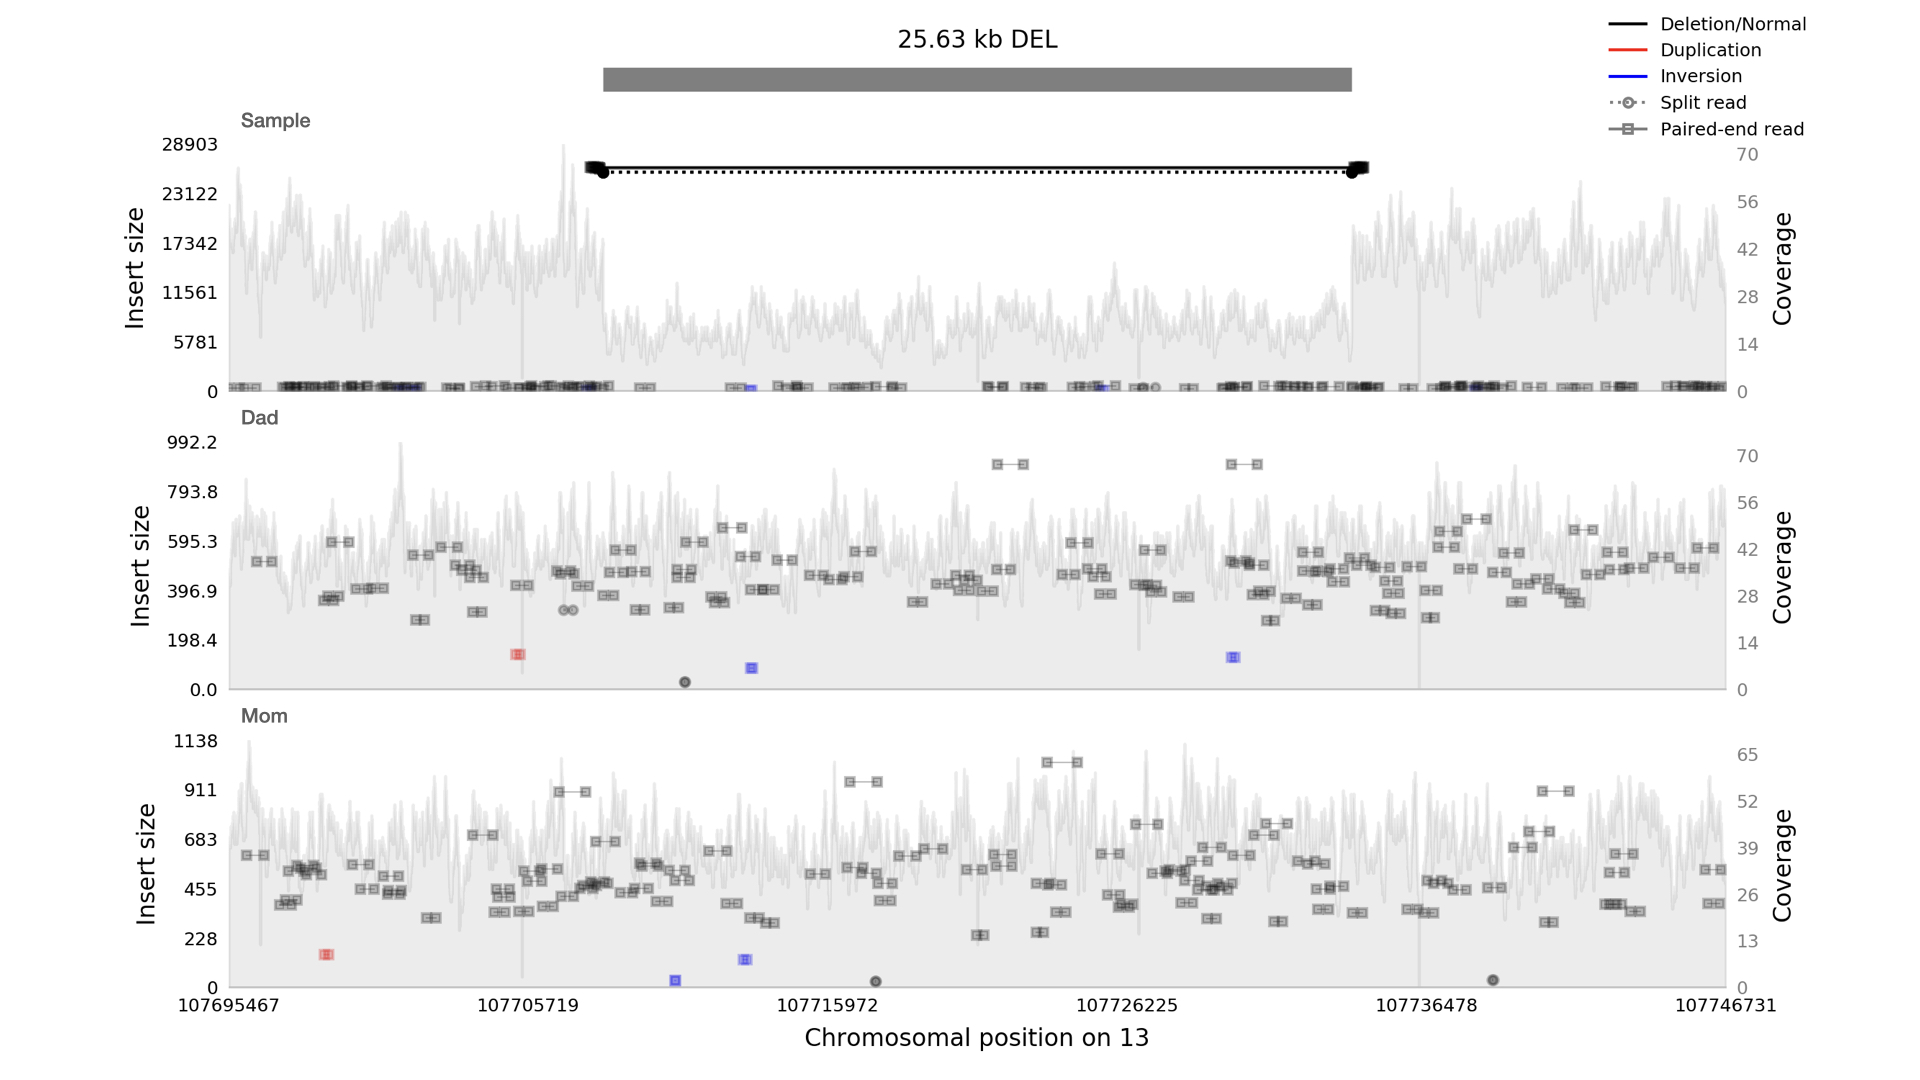 25.63 kb DEL
Deletion/Normal
Duplication
Inversion
Split read
Paired-end read
Sample
28903
23122
17342
11561
5781
0
Insert size
70
56
42
28
14
0
Coverage
Dad
992.2
793.8
595.3
396.9
198.4
0.0
Insert size
70
56
42
28
14
0
Coverage
Mom
1138
911
683
455
228
0
Insert size
65
52
39
26
13
0
Coverage
107695467 107705719 107715972 107726225 107736478 107746731
Chromosomal position on 13